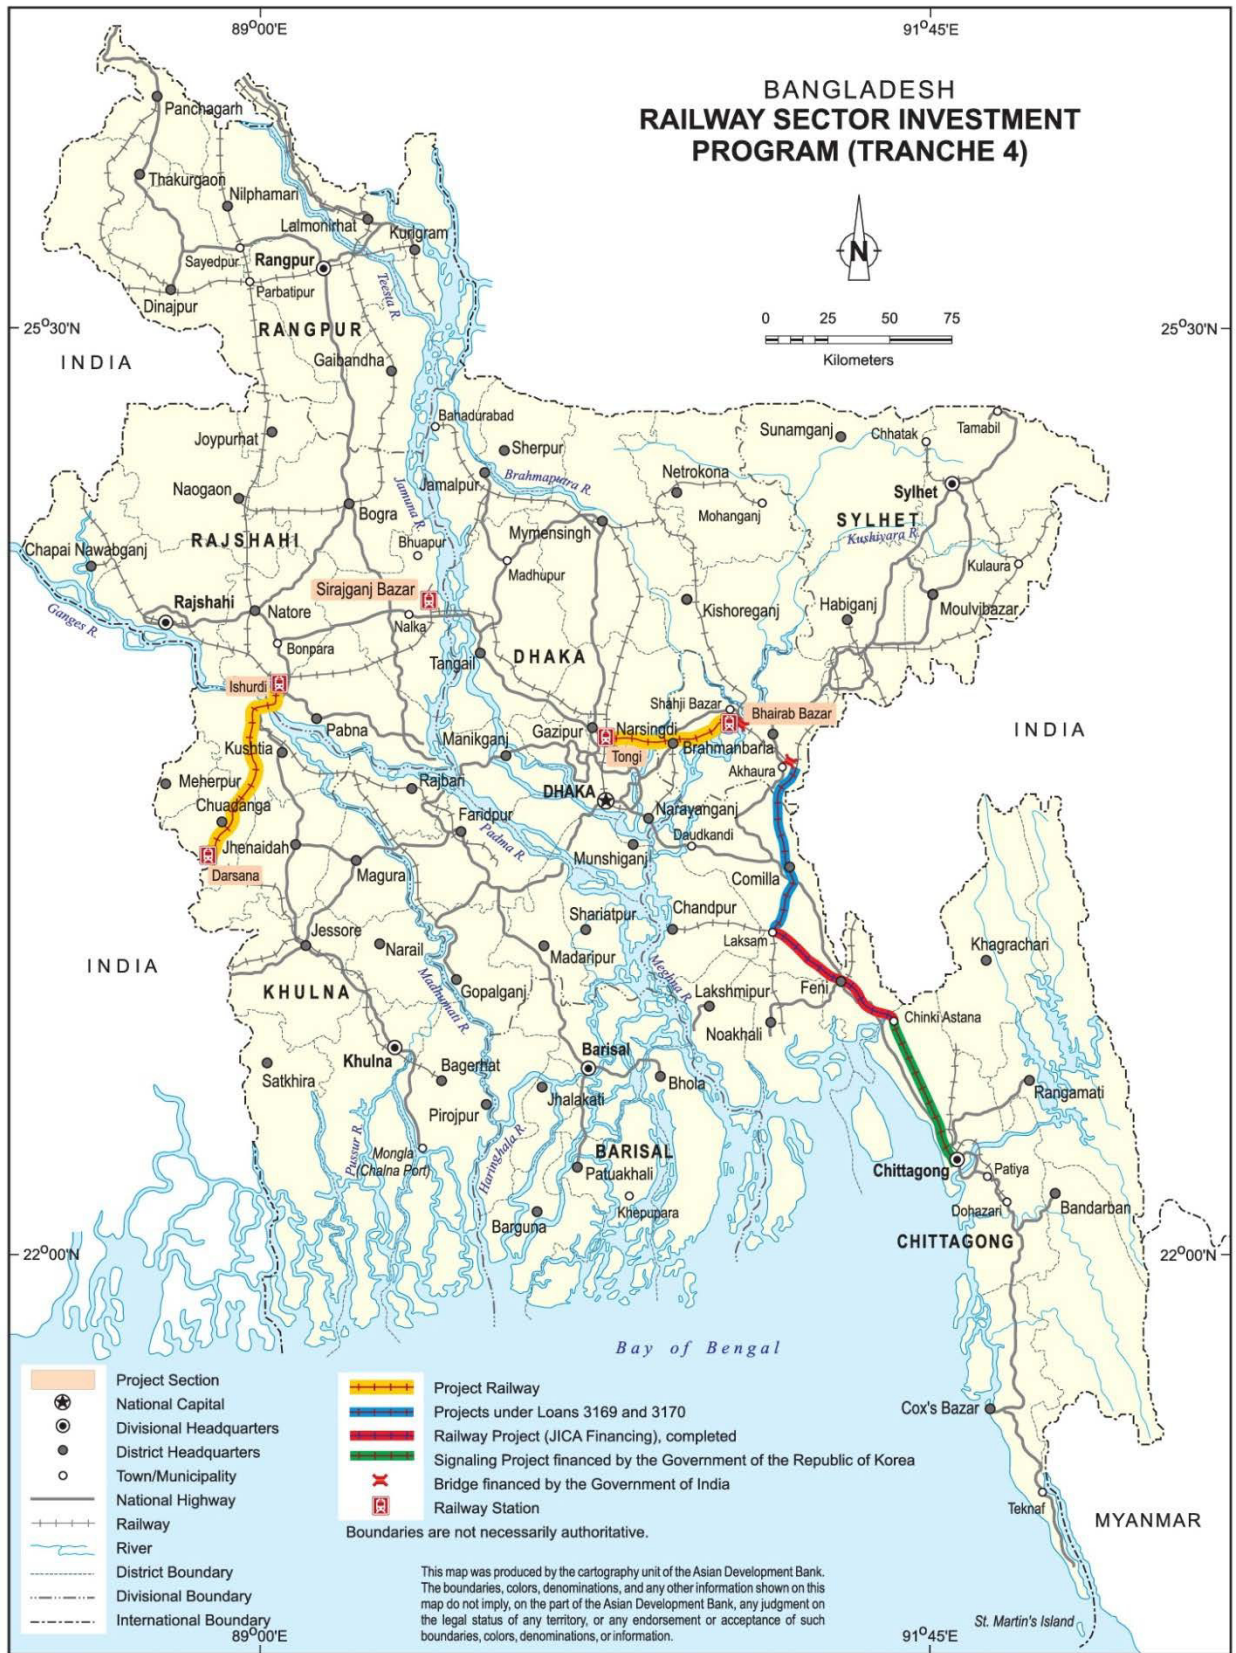 89°00'E
91°45'E
BANGLADESH
RAILWAY SECTOR INVESTMENT
PROGRAM (TRANCHE 4)
N
0 25 50 75
Kilometers
Panchagarh
Thakurgaon
Nilphamari
Lalmonirhat
Kurigram
Sayedpur
Rangpur
Parbatipur
Dinajpur
Teesta R.
25°30'N
25°30'N
RANGPUR
INDIA
Gaibandha
Bahadurabad
Sunamganj
Chhatak
Tamabil
Joypurhat
Sherpur
Netrokona
Jamalpur
Brahmaputra R.
Naogaon
Sylhet
Bogra
Jamuna R.
Mohanganj
SYLHET
Mymensingh
Kushiyara R.
RAJSHAHI
Chapai Nawabganj
Bhuapur
Madhupur
Kulaura
Sirajganj Bazar
Rajshahi
Natore
Nalka
Kishoreganj
Habiganj
Moulvibazar
Ganges R.
Bonpara
Tangail
DHAKA
Ishurdi
Shahji Bazar
Bhairab Bazar
Pabna
Gazipur
Narsingdi
INDIA
Kushtia
Manikganj
Tongi
Brahmanbaria
Akhaura
Meherpur
Rajbari
DHAKA
Chuadanga
Faridpur
Narayanganj
Padma R.
Daudkandi
Jhenaidah
Munshiganj
Darsana
Magura
Comilla
Shariatpur
Chandpur
Jessore
Narail
Madaripur
Laksam
Khagrachari
INDIA
Meghna R.
Madhumati R.
Gopalganj
Feni
KHULNA
Lakshmipur
Noakhali
Chinki Astana
Khulna
Barisal
Satkhira
Bagerhat
Bhola
Jhalakati
Rangamati
Pirojpur
Pussur R.
Haringhala R.
Mongla
(Chalna Port)
BARISAL
Patuakhali
Chittagong
Patiya
Khepupara
Dohazari
Bandarban
Barguna
CHITTAGONG
22°00'N
22°00'N
Bay of Bengal
Cox's Bazar
Teknaf
MYANMAR
St. Martin's Island
Project Section
National Capital
Divisional Headquarters
District Headquarters
Town/Municipality
National Highway
Railway
River
District Boundary
Divisional Boundary
International Boundary
Project Railway
Projects under Loans 3169 and 3170
Railway Project (JICA Financing), completed
Signaling Project financed by the Government of the Republic of Korea
Bridge financed by the Government of India
Railway Station
Boundaries are not necessarily authoritative.
This map was produced by the cartography unit of the Asian Development Bank.
The boundaries, colors, denominations, and any other information shown on this
map do not imply, on the part of the Asian Development Bank, any judgment on
the legal status of any territory, or any endorsement or acceptance of such
boundaries, colors, denominations, or information.
89°00'E
91°45'E